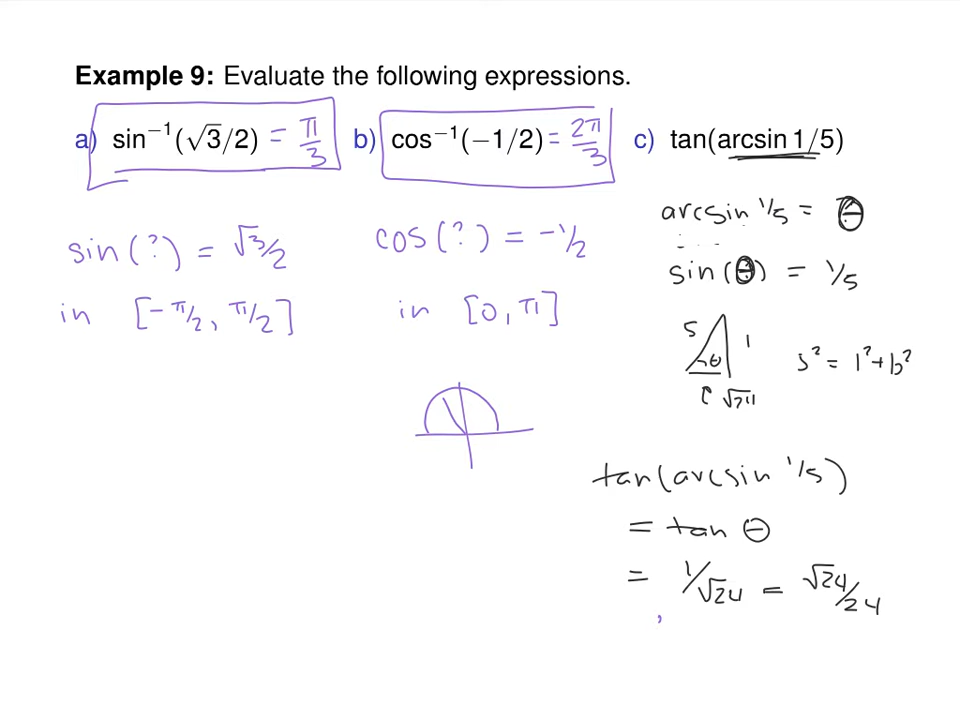 Example 9: Evaluate the following expressions.
a) sin⁻¹(√3/2) = π/3
b) cos⁻¹(−1/2) = 2π/3
c) tan(arcsin 1/5)
sin(?) = √3/2
in [-π/2, π/2]
cos(?) = -1/2
in [0, π]
arcsin 1/5 = θ
sin(θ) = 1/5
5 1
θ
5² = 1² + b²
tan(arcsin 1/5)
= tan θ
= 1/√24 = √24/24